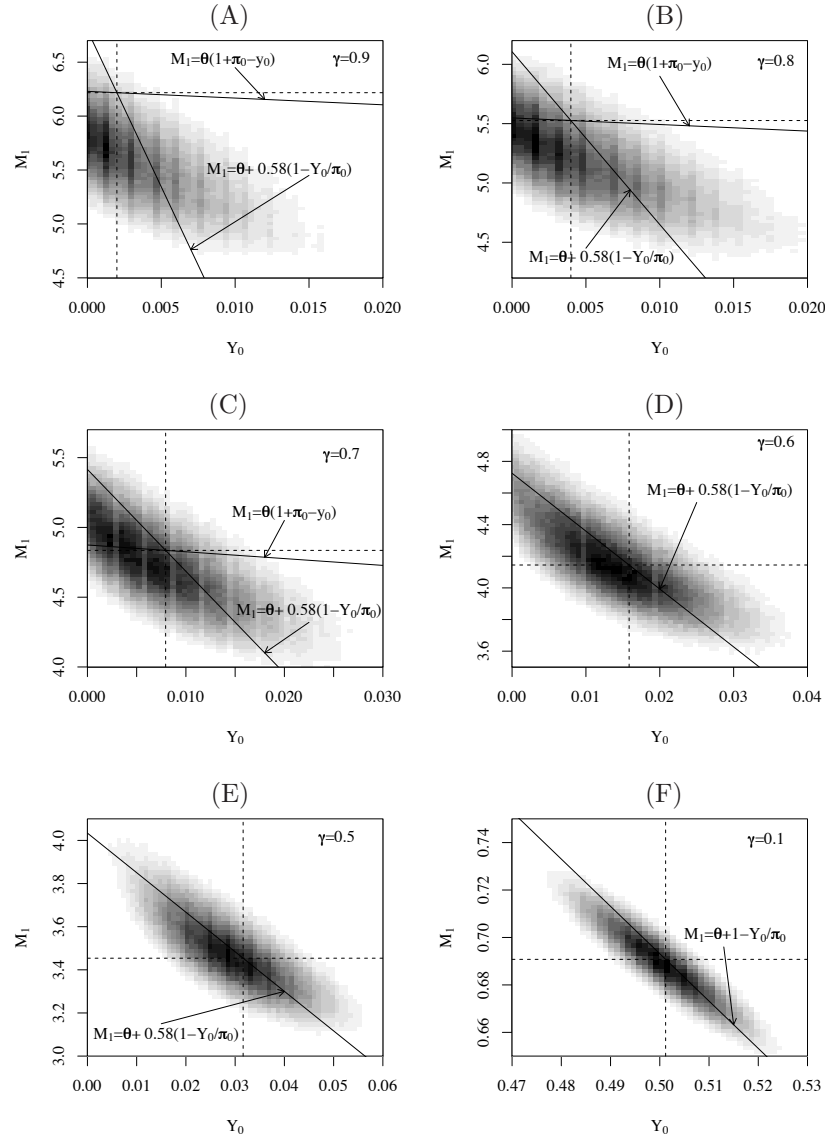 (A)
γ=0.9
M₁=θ(1+π₀−y₀)
M₁=θ+ 0.58(1−Y₀/π₀)
M₁
6.5
6.0
5.5
5.0
4.5
0.000 0.005 0.010 0.015 0.020
Y₀
(B)
γ=0.8
M₁=θ(1+π₀−y₀)
M₁=θ+ 0.58(1−Y₀/π₀)
M₁
6.0
5.5
5.0
4.5
0.000 0.005 0.010 0.015 0.020
Y₀
(C)
γ=0.7
M₁=θ(1+π₀−y₀)
M₁=θ+ 0.58(1−Y₀/π₀)
M₁
5.5
5.0
4.5
4.0
0.000 0.010 0.020 0.030
Y₀
(D)
γ=0.6
M₁=θ+ 0.58(1−Y₀/π₀)
M₁
4.8
4.4
4.0
3.6
0.00 0.01 0.02 0.03 0.04
Y₀
(E)
γ=0.5
M₁=θ+ 0.58(1−Y₀/π₀)
M₁
4.0
3.8
3.6
3.4
3.2
3.0
0.00 0.01 0.02 0.03 0.04 0.05 0.06
Y₀
(F)
γ=0.1
M₁=θ+1−Y₀/π₀
M₁
0.74
0.72
0.70
0.68
0.66
0.47 0.48 0.49 0.50 0.51 0.52 0.53
Y₀